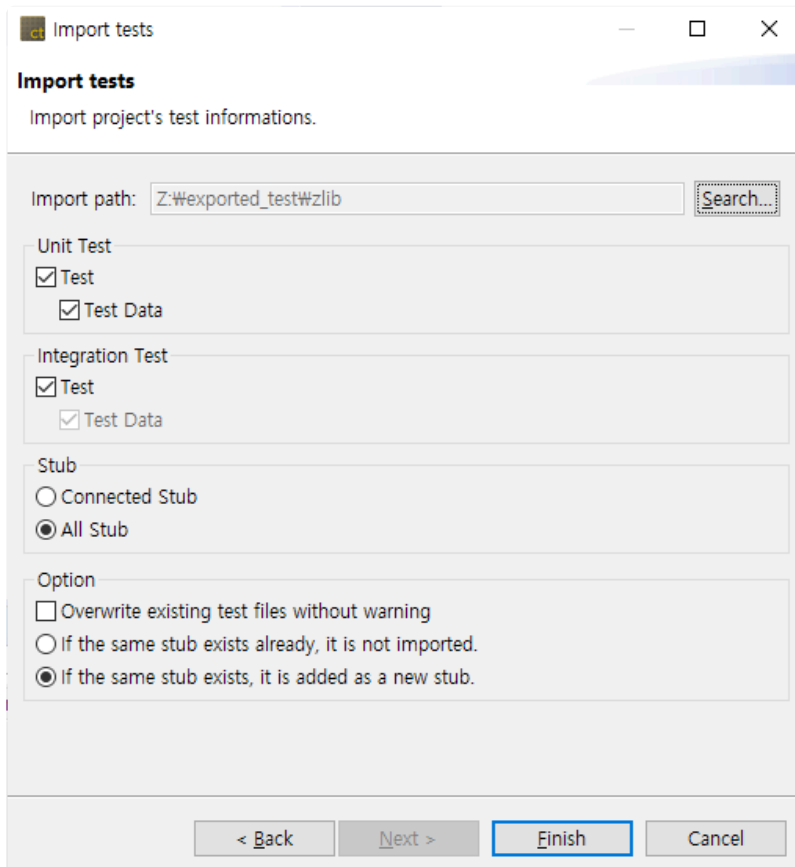 ct Import tests
Import tests
Import project's test informations.
Import path: Z:₩exported_test₩zlib Search...
Unit Test
Test
Test Data
Integration Test
Test
Test Data
Stub
Connected Stub
All Stub
Option
Overwrite existing test files without warning
If the same stub exists already, it is not imported.
If the same stub exists, it is added as a new stub.
< Back Next > Finish Cancel